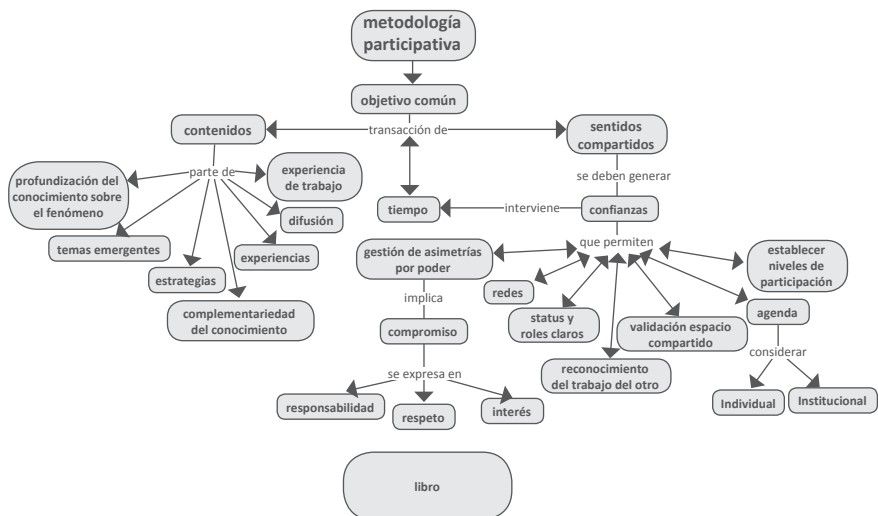 metodología
participativa
objetivo común
contenidos
transacción de
sentidos
compartidos
parte de
profundización del
conocimiento sobre
el fenómeno
experiencia
de trabajo
se deben generar
tiempo
interviene
confianzas
difusión
temas emergentes
experiencias
estrategias
complementariedad
del conocimiento
gestión de asimetrías
por poder
que permiten
establecer
niveles de
participación
redes
implica
status y
roles claros
validación espacio
compartido
agenda
compromiso
reconocimiento
del trabajo del otro
considerar
se expresa en
responsabilidad
respeto
interés
Individual
Institucional
libro